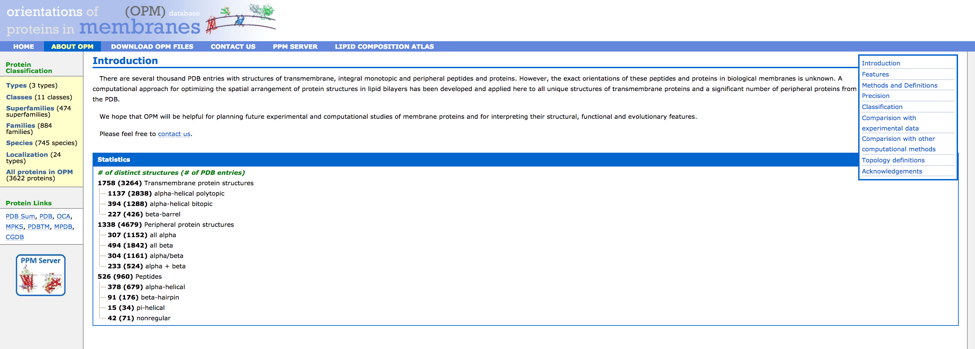 orientations of (OPM) database
proteins in membranes
HOME ABOUT OPM DOWNLOAD OPM FILES CONTACT US PPM SERVER LIPID COMPOSITION ATLAS
Protein
Classification
Types (3 types)
Classes (11 classes)
Superfamilies (474
superfamilies)
Families (884
families)
Species (745 species)
Localization (24
types)
All proteins in OPM
(3622 proteins)
Protein Links
PDB Sum, PDB, OCA,
MPKS, PDBTM, MPDB,
CGDB
PPM Server
Introduction
There are several thousand PDB entries with structures of transmembrane, integral monotopic and peripheral peptides and proteins. However, the exact orientations of these peptides and proteins in biological membranes is unknown. A
computational approach for optimizing the spatial arrangement of protein structures in lipid bilayers has been developed and applied here to all unique structures of transmembrane proteins and a significant number of peripheral proteins from
the PDB.
We hope that OPM will be helpful for planning future experimental and computational studies of membrane proteins and for interpreting their structural, functional and evolutionary features.
Please feel free to contact us.
Statistics
# of distinct structures (# of PDB entries)
1758 (3264) Transmembrane protein structures
1137 (2838) alpha-helical polytopic
394 (1288) alpha-helical bitopic
227 (426) beta-barrel
1338 (4679) Peripheral protein structures
307 (1152) all alpha
494 (1842) all beta
304 (1161) alpha/beta
233 (524) alpha + beta
526 (960) Peptides
378 (679) alpha-helical
91 (176) beta-hairpin
15 (34) pi-helical
42 (71) nonregular
Introduction
Features
Methods and Definitions
Precision
Classification
Comparision with
experimental data
Comparision with other
computational methods
Topology definitions
Acknowledgements